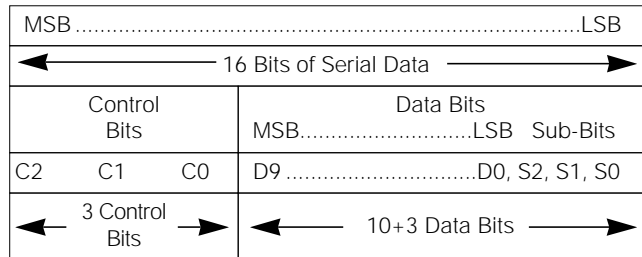 MSB..............................................................................LSB
16 Bits of Serial Data
Control
Bits
Data Bits
MSB............................LSB Sub-Bits
C2 C1 C0
D9................................D0, S2, S1, S0
3 Control
Bits
10+3 Data Bits